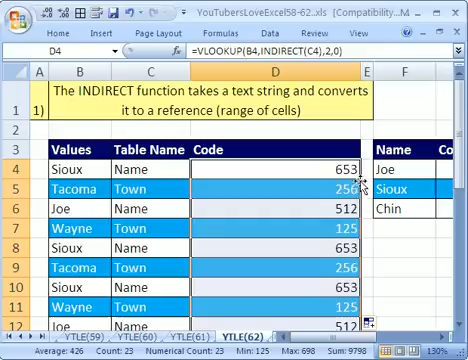 YouTubersLoveExcel58-62.xls [Compatibility...
Home Page Layout Formulas Data Review View
D4 =VLOOKUP(B4,INDIRECT(C4),2,0)
A B C D E F
1 The INDIRECT function takes a text string and converts
1) it to a reference (range of cells)
2
3 Values Table Name Code Name Co
4 Sioux Name 653 Joe
5 Tacoma Town 256 Sioux
6 Joe Name 512 Chin
7 Wayne Town 125
8 Sioux Name 653
9 Tacoma Town 256
10 Sioux Name 653
11 Wayne Town 125
12 Joe Name 512
YTLE(59) YTLE(60) YTLE(61) YTLE(62)
Average: 426 Count: 23 Numerical Count: 23 Min: 125 Max: 698 Sum: 9798 130%